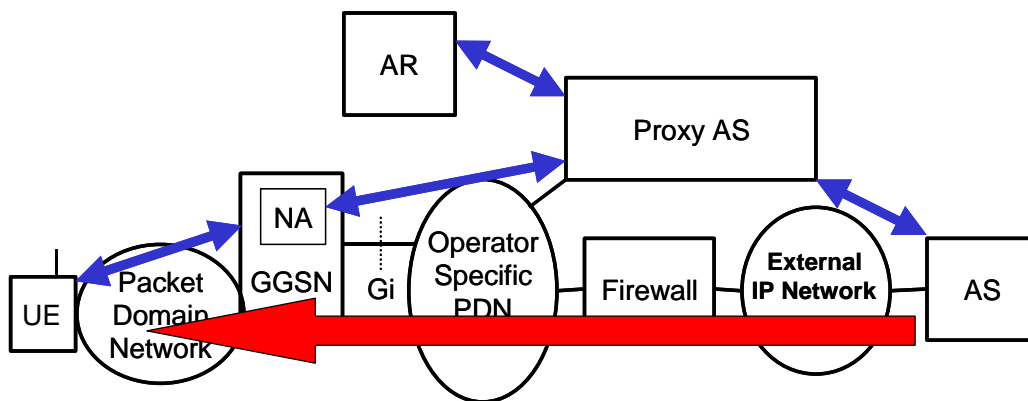 AR
Proxy AS
NA
GGSN
Gi
UE
Packet
Domain
Network
Operator
Specific
PDN
Firewall
External
IP Network
AS